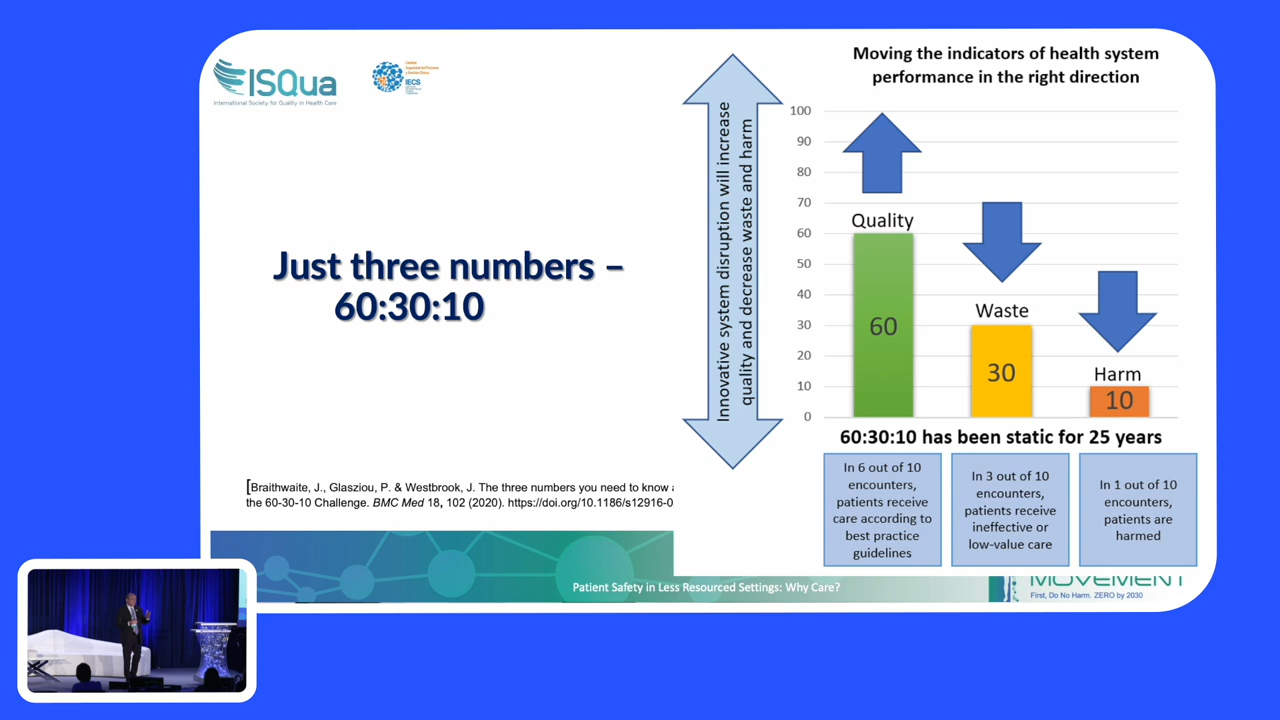 ISQua
International Society for Quality in Health Care
IECS
Just three numbers –
60:30:10
[Braithwaite, J., Glasziou, P. & Westbrook, J. The three numbers you need to know
the 60-30-10 Challenge. BMC Med 18, 102 (2020). https://doi.org/10.1186/s12916-0
Innovative system disruption will increase
quality and decrease waste and harm
Moving the indicators of health system
performance in the right direction
100
90
80
70
60
50
40
30
20
10
0
Quality
60
Waste
30
Harm
10
60:30:10 has been static for 25 years
In 6 out of 10
encounters,
patients receive
care according to
best practice
guidelines
In 3 out of 10
encounters,
patients receive
ineffective or
low-value care
In 1 out of 10
encounters,
patients are
harmed
Patient Safety in Less Resourced Settings: Why Care?
MOVEMENT
First, Do No Harm. ZERO by 2030